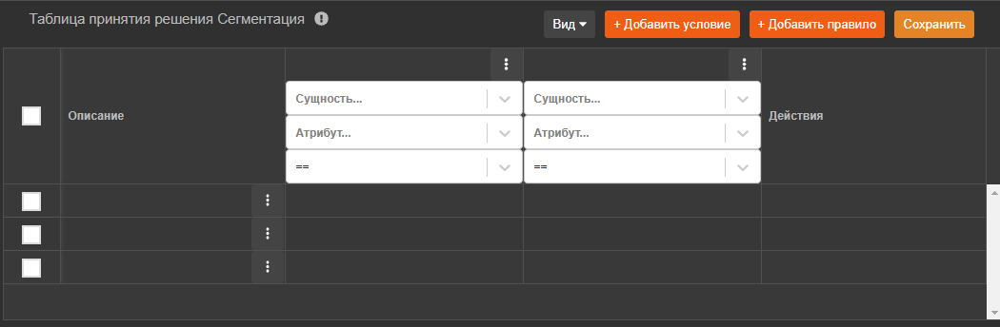 Таблица принятия решения Сегментация
Вид + Добавить условие + Добавить правило Сохранить
Сущность... Сущность...
Описание Атрибут... Атрибут... Действия
== ==